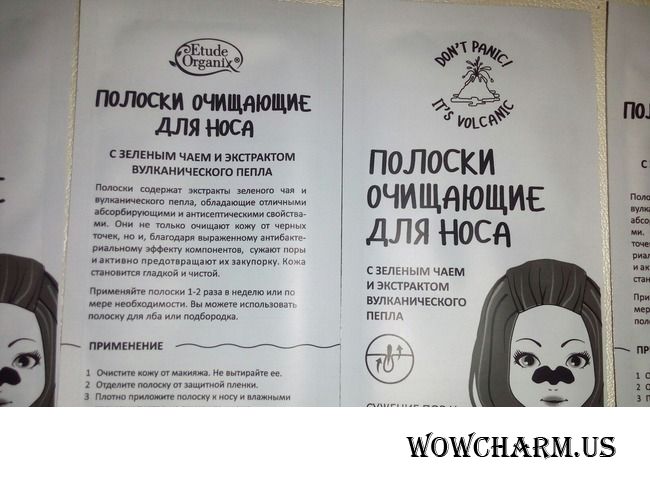 Etude
Organix®
ПОЛОСКИ ОЧИЩАЮЩИЕ
ДЛЯ НОСА
С ЗЕЛЕНЫМ ЧАЕМ И ЭКСТРАКТОМ
ВУЛКАНИЧЕСКОГО ПЕПЛА
Полоски содержат экстракты зеленого чая и
вулканического пепла, обладающие отличными
абсорбирующими и антисептическими свойства-
ми. Они не только очищают кожу от черных
точек, но и, благодаря выраженному антибакте-
риальному эффекту компонентов, сужают поры
и активно предотвращают их закупорку. Кожа
становится гладкой и чистой.
Применяйте полоски 1-2 раза в неделю или по
мере необходимости. Вы можете использовать
полоску для лба или подбородка.
ПРИМЕНЕНИЕ
1 Очистите кожу от макияжа. Не вытирайте ее.
2 Отделите полоску от защитной пленки.
3 Плотно приложите полоску к носу и влажными
DON'T PANIC!
IT'S VOLCANIC
ПОЛОСКИ
ОЧИЩАЮЩИЕ
ДЛЯ НОСА
С ЗЕЛЕНЫМ ЧАЕМ
И ЭКСТРАКТОМ
ВУЛКАНИЧЕСКОГО
ПЕПЛА
WOWCHARM.US